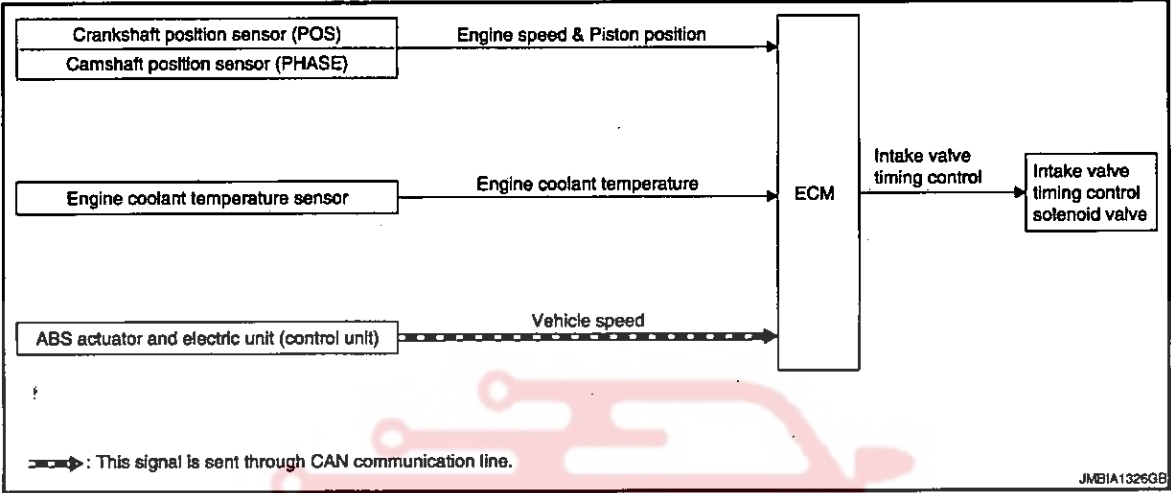 Crankshaft position sensor (POS)
Camshaft position sensor (PHASE)
Engine speed & Piston position
Engine coolant temperature sensor
Engine coolant temperature
ABS actuator and electric unit (control unit)
Vehicle speed
ECM
Intake valve
timing control
Intake valve
timing control
solenoid valve
: This signal is sent through CAN communication line.
JMBIA1326GB